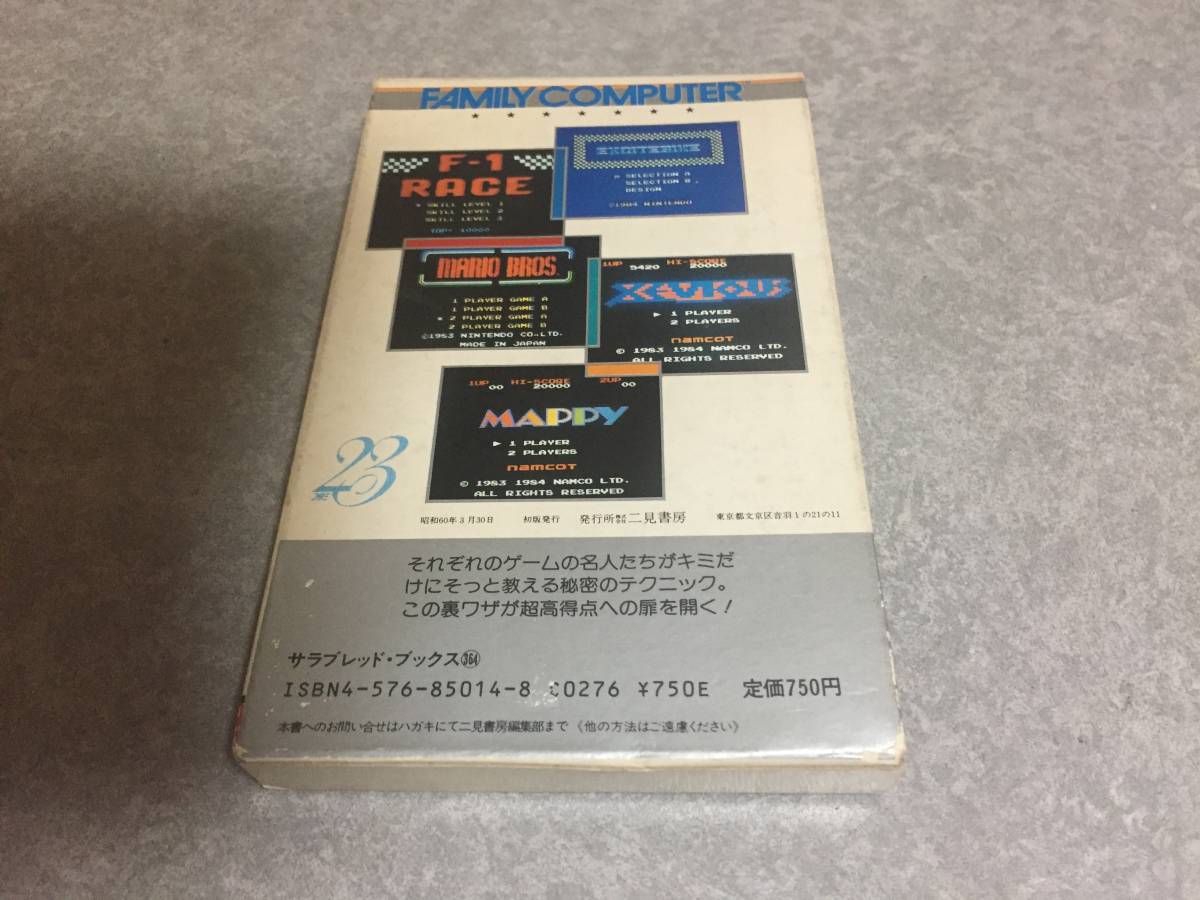 FAMILY COMPUTER™
★ ★ ★ ★ ★ ★ ★
F-1
RACE
SKILL LEVEL 1
SKILL LEVEL 2
SKILL LEVEL 3
TOP- 10000
EXCITEBIKE
▷ SELECTION A
SELECTION B
DESIGN
©1984 NINTENDO
MARIO BROS.
1 PLAYER GAME A
1 PLAYER GAME B
2 PLAYER GAME A
2 PLAYER GAME B
©1983 NINTENDO CO.LTD.
MADE IN JAPAN
1UP HI-SCORE
5420 20000
XEVIOUS
▶ 1 PLAYER
2 PLAYERS
namcot
© 1983 1984 NAMCO LTD.
ALL RIGHTS RESERVED
1UP HI-SCORE 2UP
00 20000 00
MAPPY
▶ 1 PLAYER
2 PLAYERS
namcot
© 1983 1984 NAMCO LTD.
ALL RIGHTS RESERVED
23
昭和60年3月30日 初版発行 発行所株式会社二見書房 東京都文京区音羽1の21の11
それぞれのゲームの名人たちがキミだ
けにそっと教える秘密のテクニック。
この裏ワザが超高得点への扉を開く!
サラブレッド・ブックス364
ISBN4-576-85014-8 C0276 ¥750E 定価750円
本書へのお問い合せはハガキにて二見書房編集部まで《他の方法はご遠慮ください》